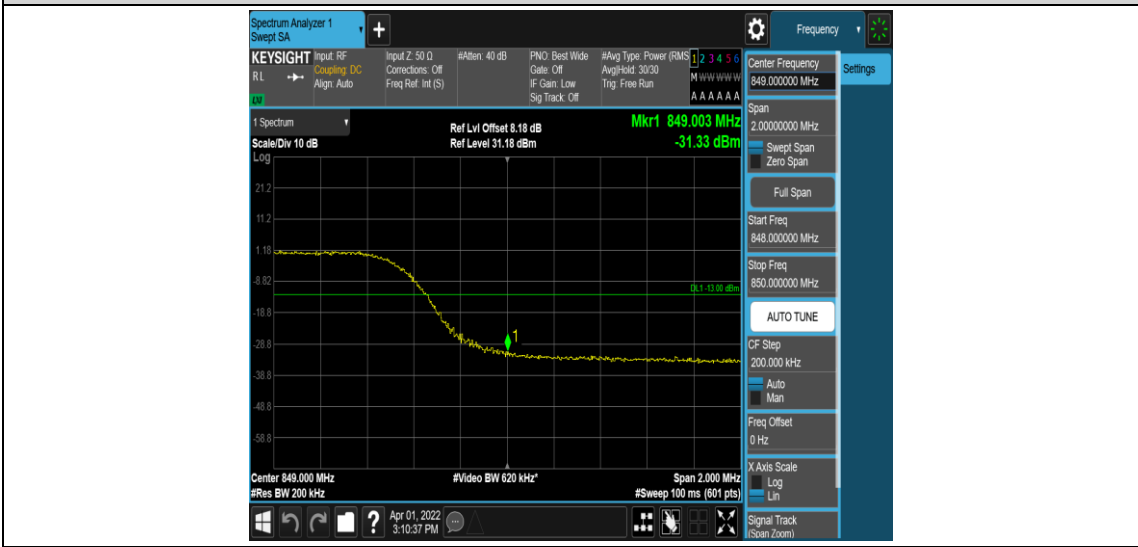 Spectrum Analyzer 1
Swept SA
+
Frequency
KEYSIGHT
RL
LXI
Input: RF
Coupling: DC
Align: Auto
Input Z: 50 Ω
Corrections: Off
Freq Ref: Int (S)
#Atten: 40 dB
PNO: Best Wide
Gate: Off
IF Gain: Low
Sig Track: Off
#Avg Type: Power (RMS
Avg|Hold: 30/30
Trig: Free Run
1 2 3 4 5 6
M W W W W W
A A A A A A
Center Frequency
849.000000 MHz
Settings
Span
2.00000000 MHz
Swept Span
Zero Span
Full Span
Start Freq
848.000000 MHz
Stop Freq
850.000000 MHz
AUTO TUNE
CF Step
200.000 kHz
Auto
Man
Freq Offset
0 Hz
X Axis Scale
Log
Lin
Signal Track
(Span Zoom)
1 Spectrum
Scale/Div 10 dB
Log
Ref Lvl Offset 8.18 dB
Ref Level 31.18 dBm
Mkr1 849.003 MHz
-31.33 dBm
21.2
11.2
1.18
-8.82
DL1 -13.00 dBm
-18.8
1
-28.8
-38.8
-48.8
-58.8
Center 849.000 MHz
#Video BW 620 kHz*
Span 2.000 MHz
#Res BW 200 kHz
#Sweep 100 ms (601 pts)
?
Apr 01, 2022
3:10:37 PM